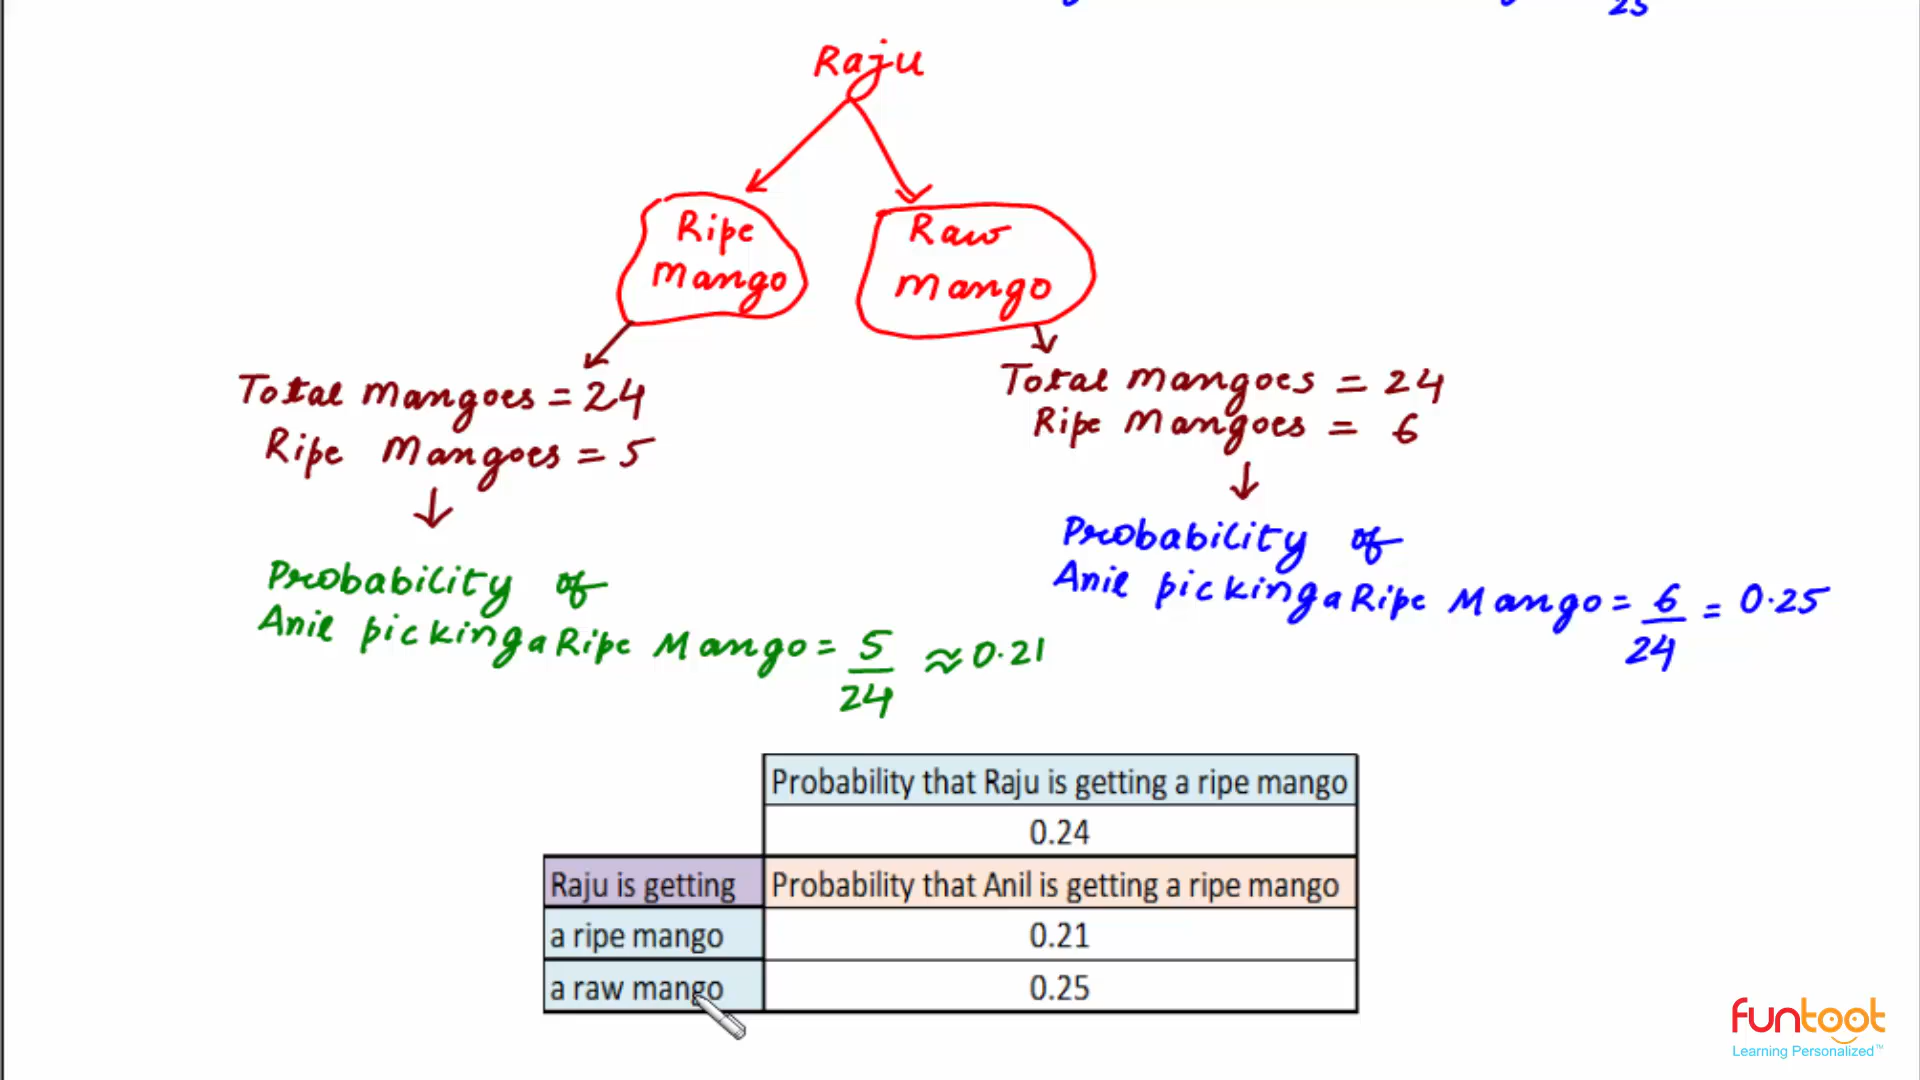 25
Raju
Ripe
Mango
Raw
Mango
Total Mangoes = 24
Ripe Mangoes = 5
Total Mangoes = 24
Ripe Mangoes = 6
Probability of
Anil picking a Ripe Mango = 5/24 ≈ 0.21
Probability of
Anil picking a Ripe Mango = 6/24 = 0.25
Probability that Raju is getting a ripe mango
0.24
Raju is getting Probability that Anil is getting a ripe mango
a ripe mango 0.21
a raw mango 0.25
funtoot
Learning Personalized™